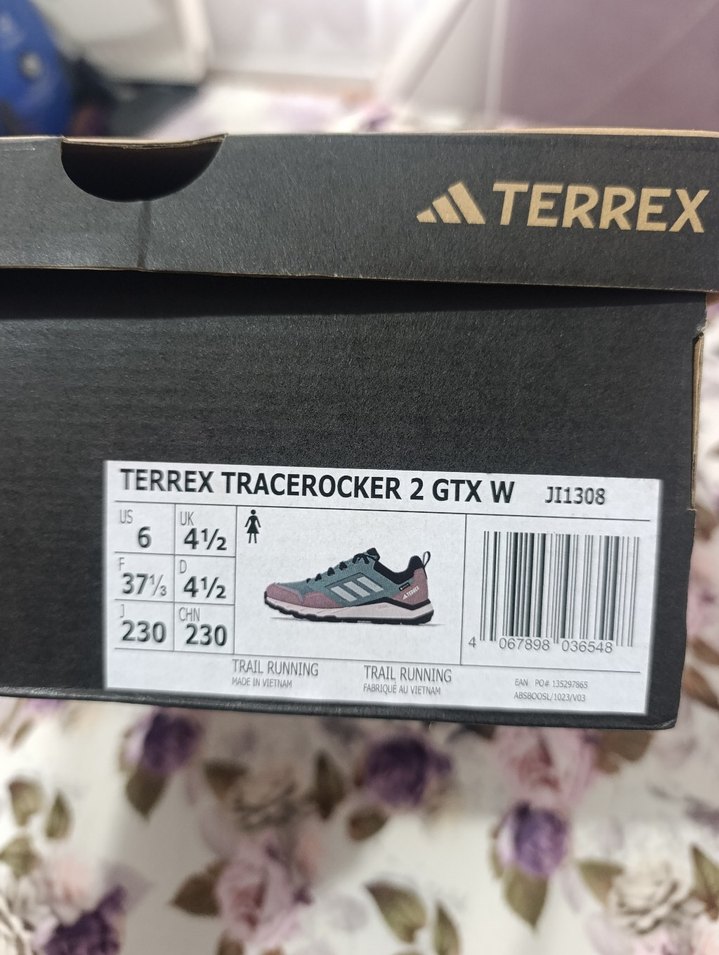 TERREX
TERREX TRACEROCKER 2 GTX W JI1308
US UK
6 4½
F D
37⅓ 4½
J CHN
230 230
TERREX
4 067898 036548
TRAIL RUNNING TRAIL RUNNING
MADE IN VIETNAM FABRIQUÉ AU VIETNAM
EAN PO# 135297865
ABSBOOSL/1023/V03